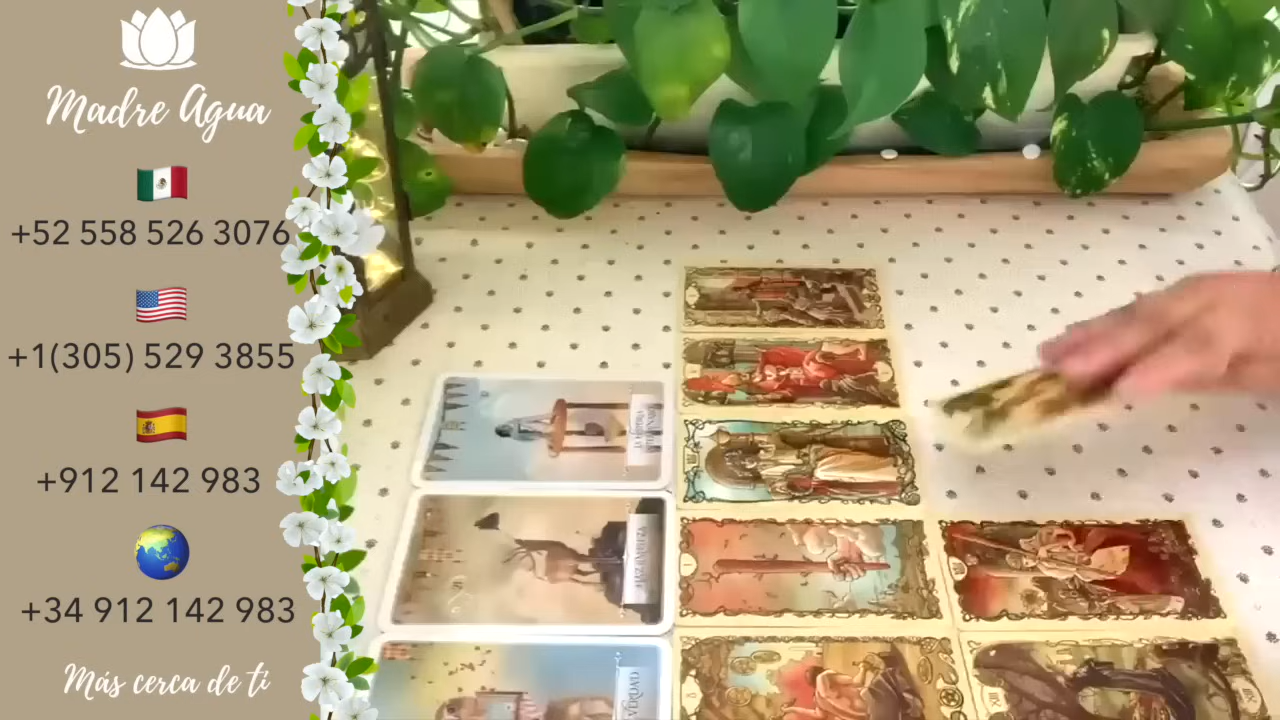 Madre Agua
+52 558 526 3076
+1(305) 529 3855
+912 142 983
+34 912 142 983
Más cerca de ti
VERDAD